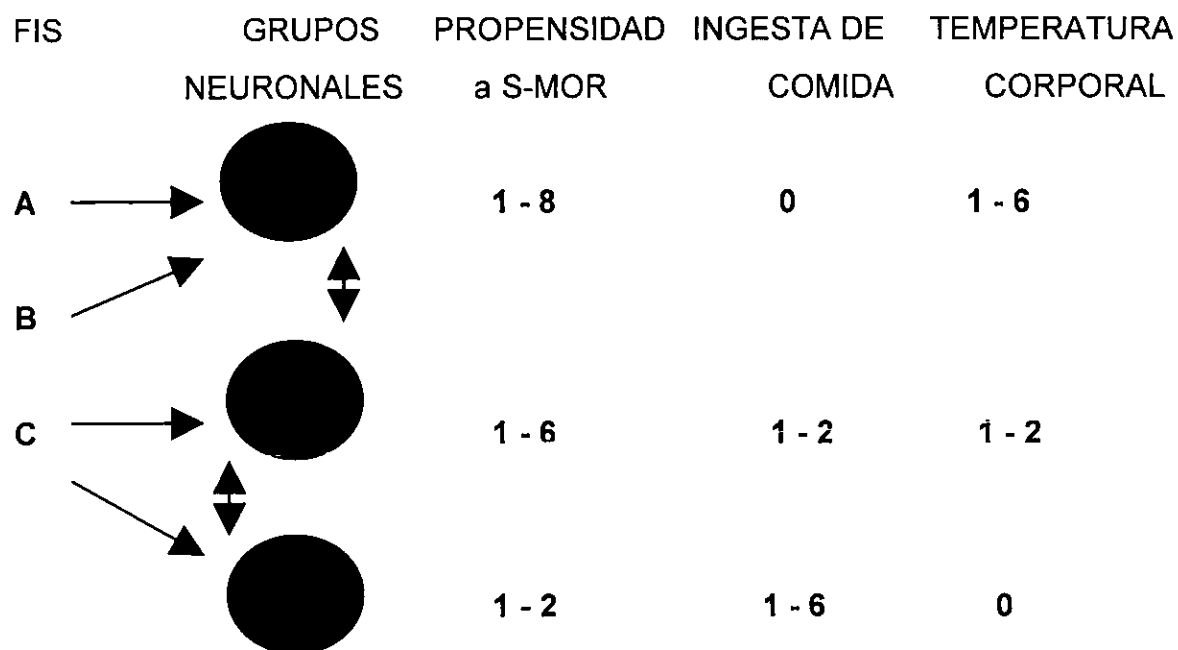 FIS GRUPOS PROPENSIDAD INGESTA DE TEMPERATURA
NEURONALES a S-MOR COMIDA CORPORAL
A 1 - 8 0 1 - 6
B
C 1 - 6 1 - 2 1 - 2
1 - 2 1 - 6 0